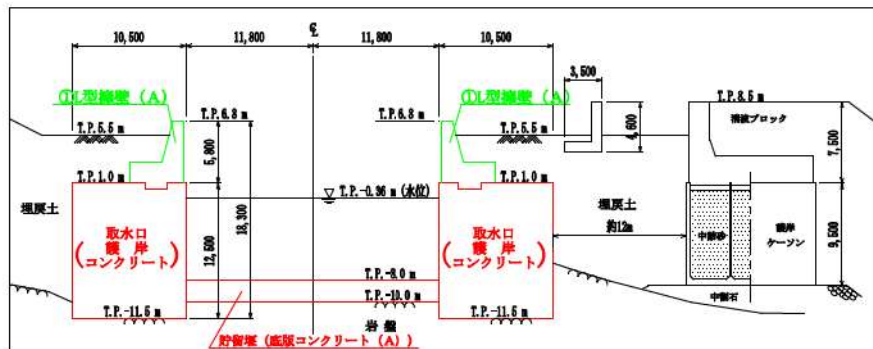 ℄
10,500
11,800
11,800
10,500
①L型擁壁（A）
T.P.6.3 m
T.P.6.3 m
①L型擁壁（A）
3,500
T.P.8.5 m
消波ブロック
T.P.5.5 m
T.P.5.5 m
5,800
4,600
7,500
T.P.1.0 m
T.P.1.0 m
T.P.-0.36 m (水位)
18,300
埋戻土
取水口
護 岸
コンクリート
12,500
取水口
護 岸
コンクリート
埋戻土
約12m
中詰砂
護岸
ケーソン
9,500
T.P.-8.0 m
T.P.-10.0 m
中詰石
T.P.-11.5 m
岩 盤
T.P.-11.5 m
貯留堰（底版コンクリート（A））